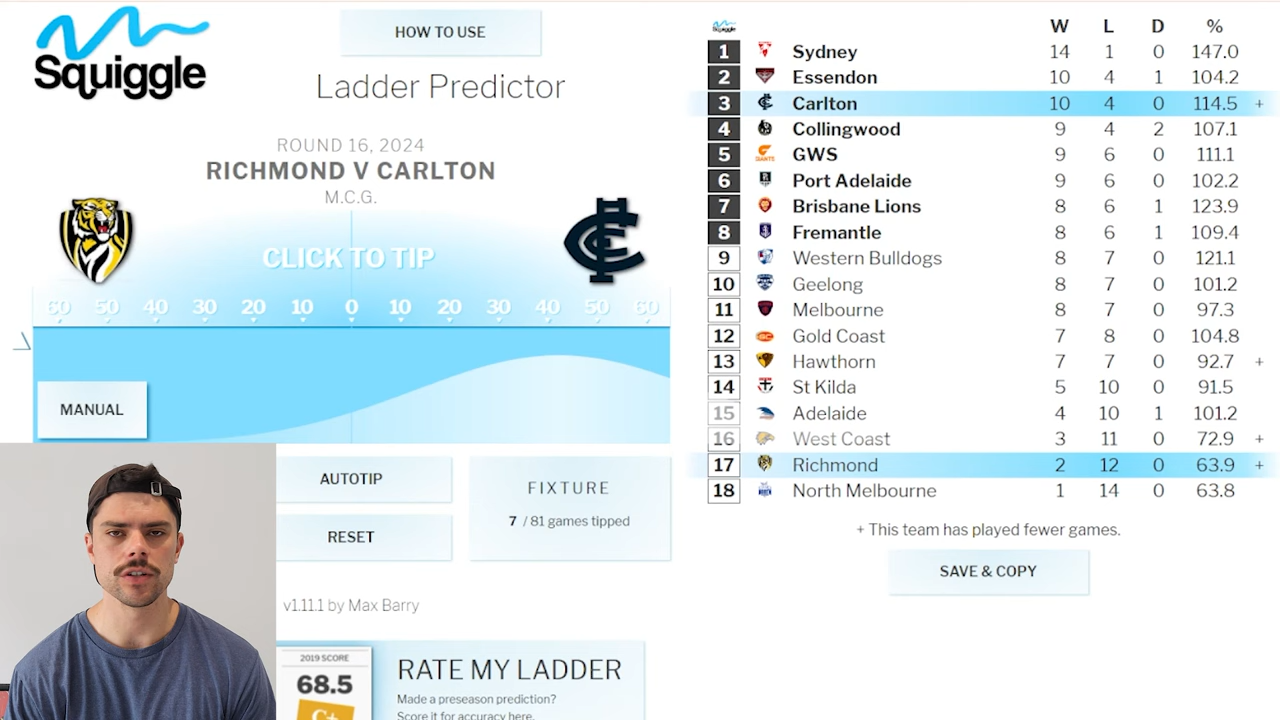 Squiggle
HOW TO USE
Ladder Predictor
ROUND 16, 2024
RICHMOND V CARLTON
M.C.G.
CLICK TO TIP
60 50 40 30 20 10 0 10 20 30 40 50 60
MANUAL
AUTOTIP
RESET
FIXTURE
7 / 81 games tipped
v1.11.1 by Max Barry
2019 SCORE
68.5
C+
RATE MY LADDER
Made a preseason prediction?
Score it for accuracy here.
Squiggle W L D %
1 Sydney 14 1 0 147.0
2 Essendon 10 4 1 104.2
3 Carlton 10 4 0 114.5 +
4 Collingwood 9 4 2 107.1
5 GIANTS GWS 9 6 0 111.1
6 Port Adelaide 9 6 0 102.2
7 Brisbane Lions 8 6 1 123.9
8 Fremantle 8 6 1 109.4
9 Western Bulldogs 8 7 0 121.1
10 Geelong 8 7 0 101.2
11 Melbourne 8 7 0 97.3
12 Gold Coast 7 8 0 104.8
13 Hawthorn 7 7 0 92.7 +
14 St Kilda 5 10 0 91.5
15 Adelaide 4 10 1 101.2
16 West Coast 3 11 0 72.9 +
17 Richmond 2 12 0 63.9 +
18 North Melbourne 1 14 0 63.8
+ This team has played fewer games.
SAVE & COPY